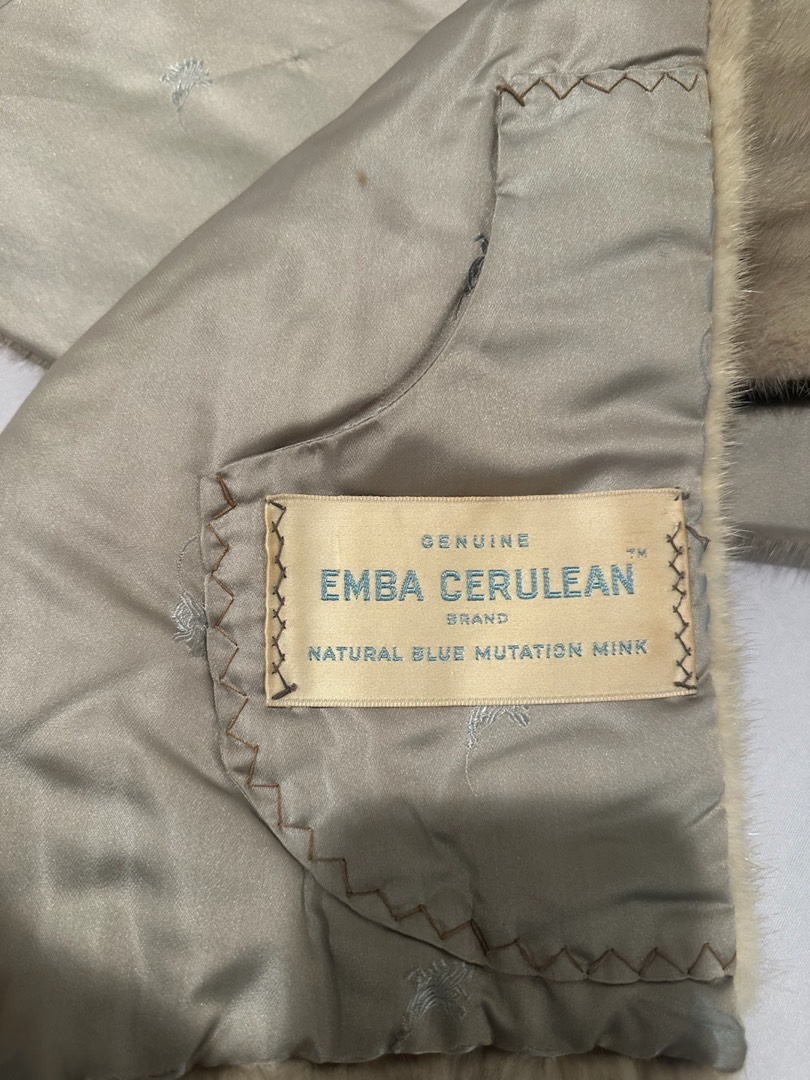 GENUINE
EMBA CERULEAN™
BRAND
NATURAL BLUE MUTATION MINK